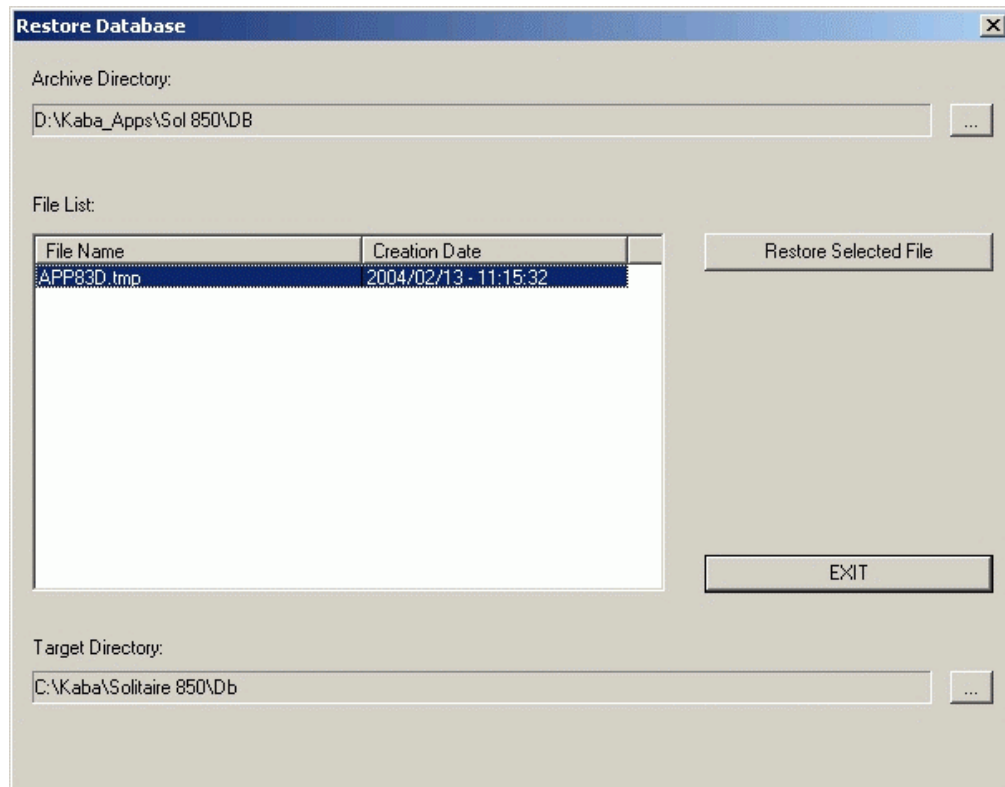 Restore Database
Archive Directory:
D:\Kaba_Apps\Sol 850\DB
...
File List:
File Name Creation Date
APP83D.tmp 2004/02/13 - 11:15:32
Restore Selected File
EXIT
Target Directory:
C:\Kaba\Solitaire 850\Db
...